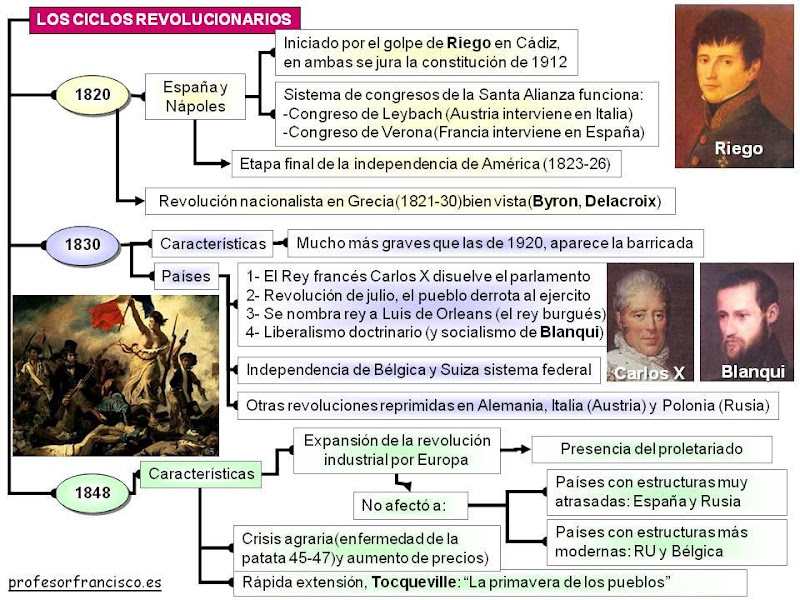 LOS CICLOS REVOLUCIONARIOS
1820
España y
Nápoles
Iniciado por el golpe de Riego en Cádiz,
en ambas se jura la constitución de 1912
Sistema de congresos de la Santa Alianza funciona:
-Congreso de Leybach (Austria interviene en Italia)
-Congreso de Verona (Francia interviene en España)
Riego
Etapa final de la independencia de América (1823-26)
Revolución nacionalista en Grecia(1821-30)bien vista(Byron, Delacroix)
1830
Características
Mucho más graves que las de 1920, aparece la barricada
Países
1- El Rey francés Carlos X disuelve el parlamento
2- Revolución de julio, el pueblo derrota al ejercito
3- Se nombra rey a Luis de Orleans (el rey burgués)
4- Liberalismo doctrinario (y socialismo de Blanqui)
Carlos X
Blanqui
Independencia de Bélgica y Suiza sistema federal
Otras revoluciones reprimidas en Alemania, Italia (Austria) y Polonia (Rusia)
1848
Características
Expansión de la revolución
industrial por Europa
Presencia del proletariado
No afectó a:
Países con estructuras muy
atrasadas: España y Rusia
Países con estructuras más
modernas: RU y Bélgica
Crisis agraria(enfermedad de la
patata 45-47)y aumento de precios)
Rápida extensión, Tocqueville: “La primavera de los pueblos”
profesorfrancisco.es